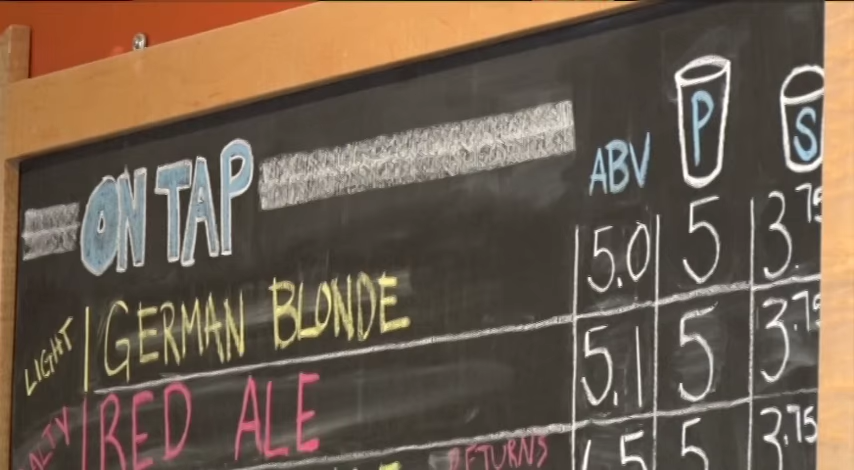 ON TAP ABV P S
LIGHT GERMAN BLONDE 5.0 5 3.75
RED ALE 5.1 5 3.75
RETURNS 5 3.75